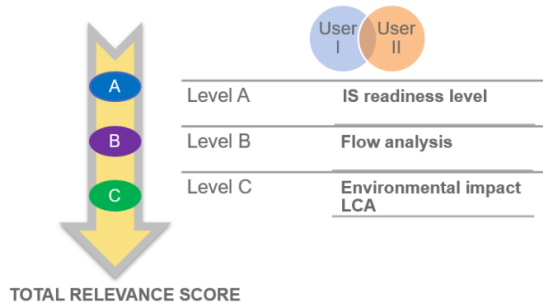 User I
User II
A
Level A
IS readiness level
B
Level B
Flow analysis
C
Level C
Environmental impact
LCA
TOTAL RELEVANCE SCORE